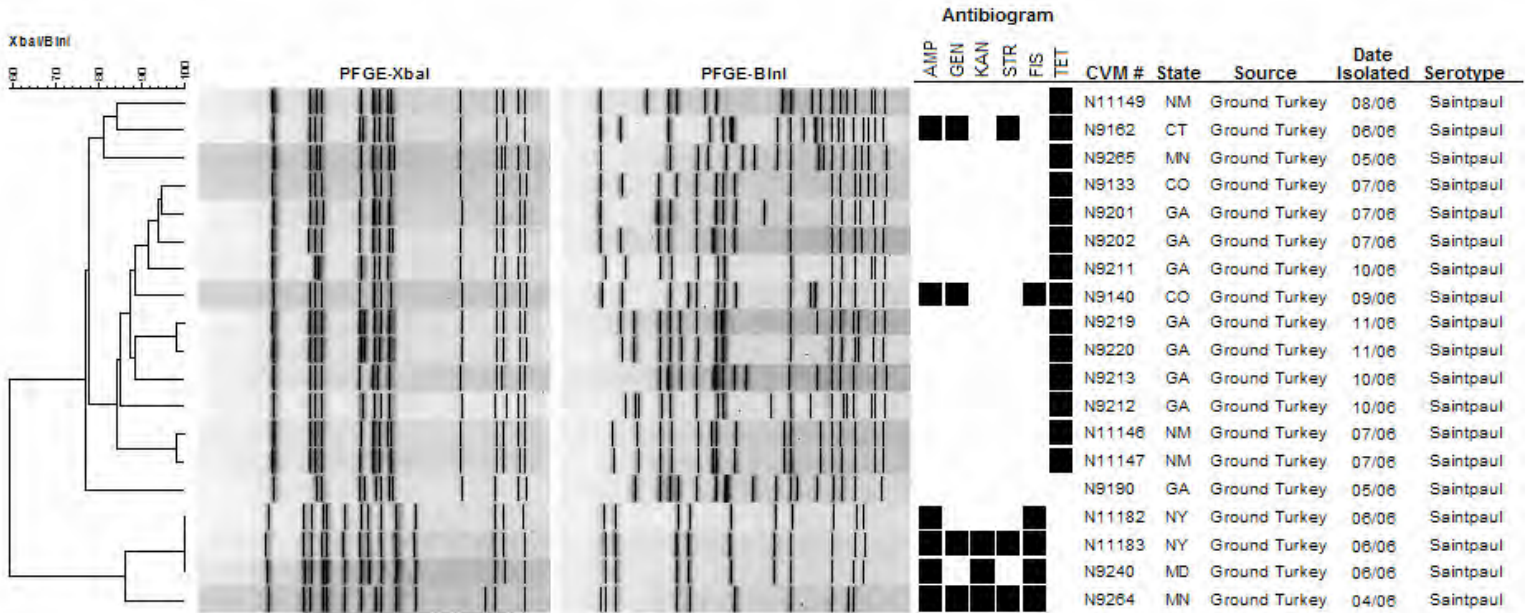 Antibiogram
XbaI/BlnI
60 70 80 90 100
PFGE-XbaI PFGE-BlnI AMP GEN KAN STR FIS TET CVM # State Source Date Isolated Serotype
N11149 NM Ground Turkey 08/06 Saintpaul
N9162 CT Ground Turkey 06/06 Saintpaul
N9265 MN Ground Turkey 05/06 Saintpaul
N9133 CO Ground Turkey 07/06 Saintpaul
N9201 GA Ground Turkey 07/06 Saintpaul
N9202 GA Ground Turkey 07/06 Saintpaul
N9211 GA Ground Turkey 10/06 Saintpaul
N9140 CO Ground Turkey 09/06 Saintpaul
N9219 GA Ground Turkey 11/06 Saintpaul
N9220 GA Ground Turkey 11/06 Saintpaul
N9213 GA Ground Turkey 10/06 Saintpaul
N9212 GA Ground Turkey 10/06 Saintpaul
N11146 NM Ground Turkey 07/06 Saintpaul
N11147 NM Ground Turkey 07/06 Saintpaul
N9190 GA Ground Turkey 05/06 Saintpaul
N11182 NY Ground Turkey 06/06 Saintpaul
N11183 NY Ground Turkey 06/06 Saintpaul
N9240 MD Ground Turkey 06/06 Saintpaul
N9264 MN Ground Turkey 04/06 Saintpaul